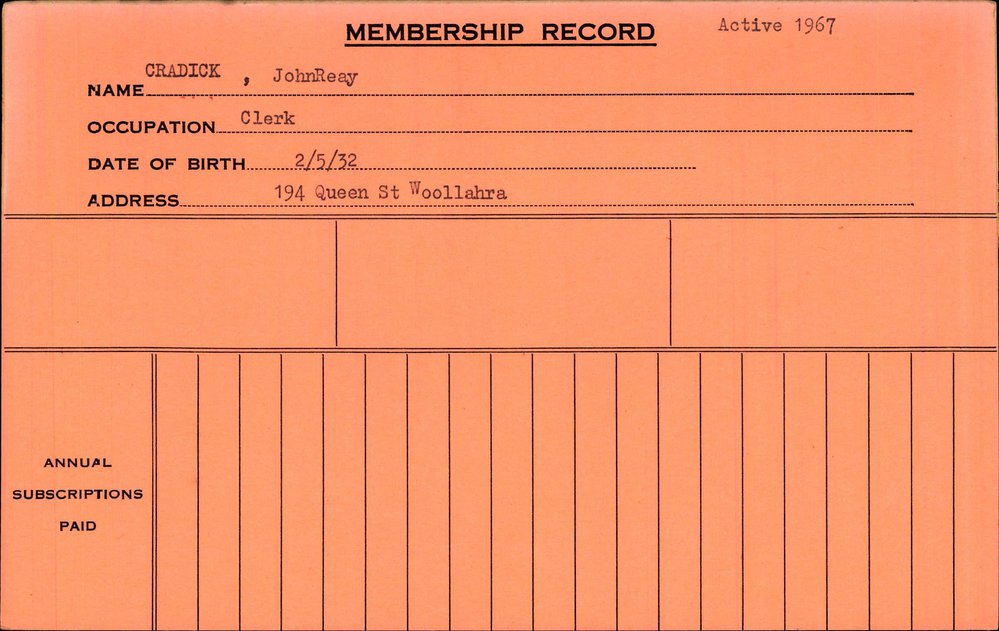 MEMBERSHIP RECORD Active 1967
NAME CRADICK , JohnReay
OCCUPATION Clerk
DATE OF BIRTH 2/5/32
ADDRESS 194 Queen St Woollahra
ANNUAL
SUBSCRIPTIONS
PAID